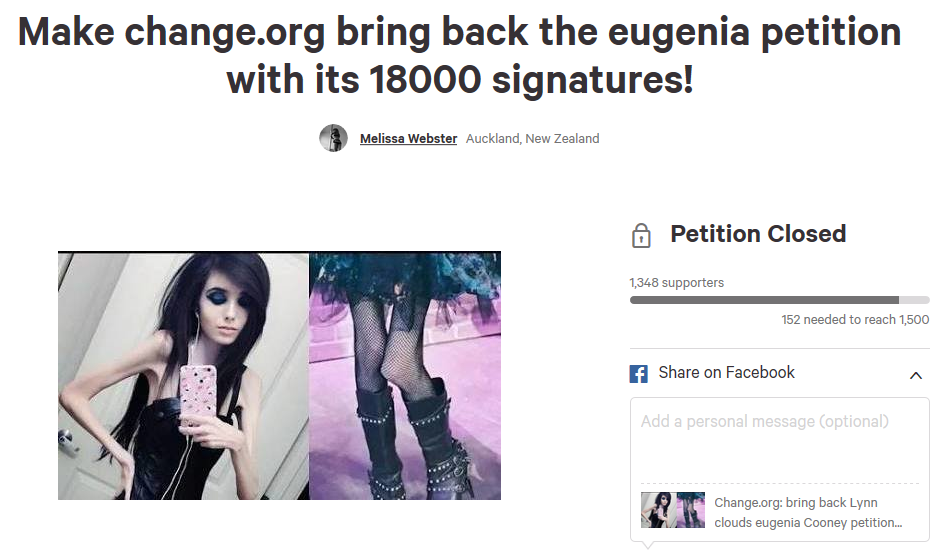 Make change.org bring back the eugenia petition
with its 18000 signatures!
Melissa Webster Auckland, New Zealand
Petition Closed
1,348 supporters
152 needed to reach 1,500
Share on Facebook
Add a personal message (optional)
Change.org: bring back Lynn
clouds eugenia Cooney petition...